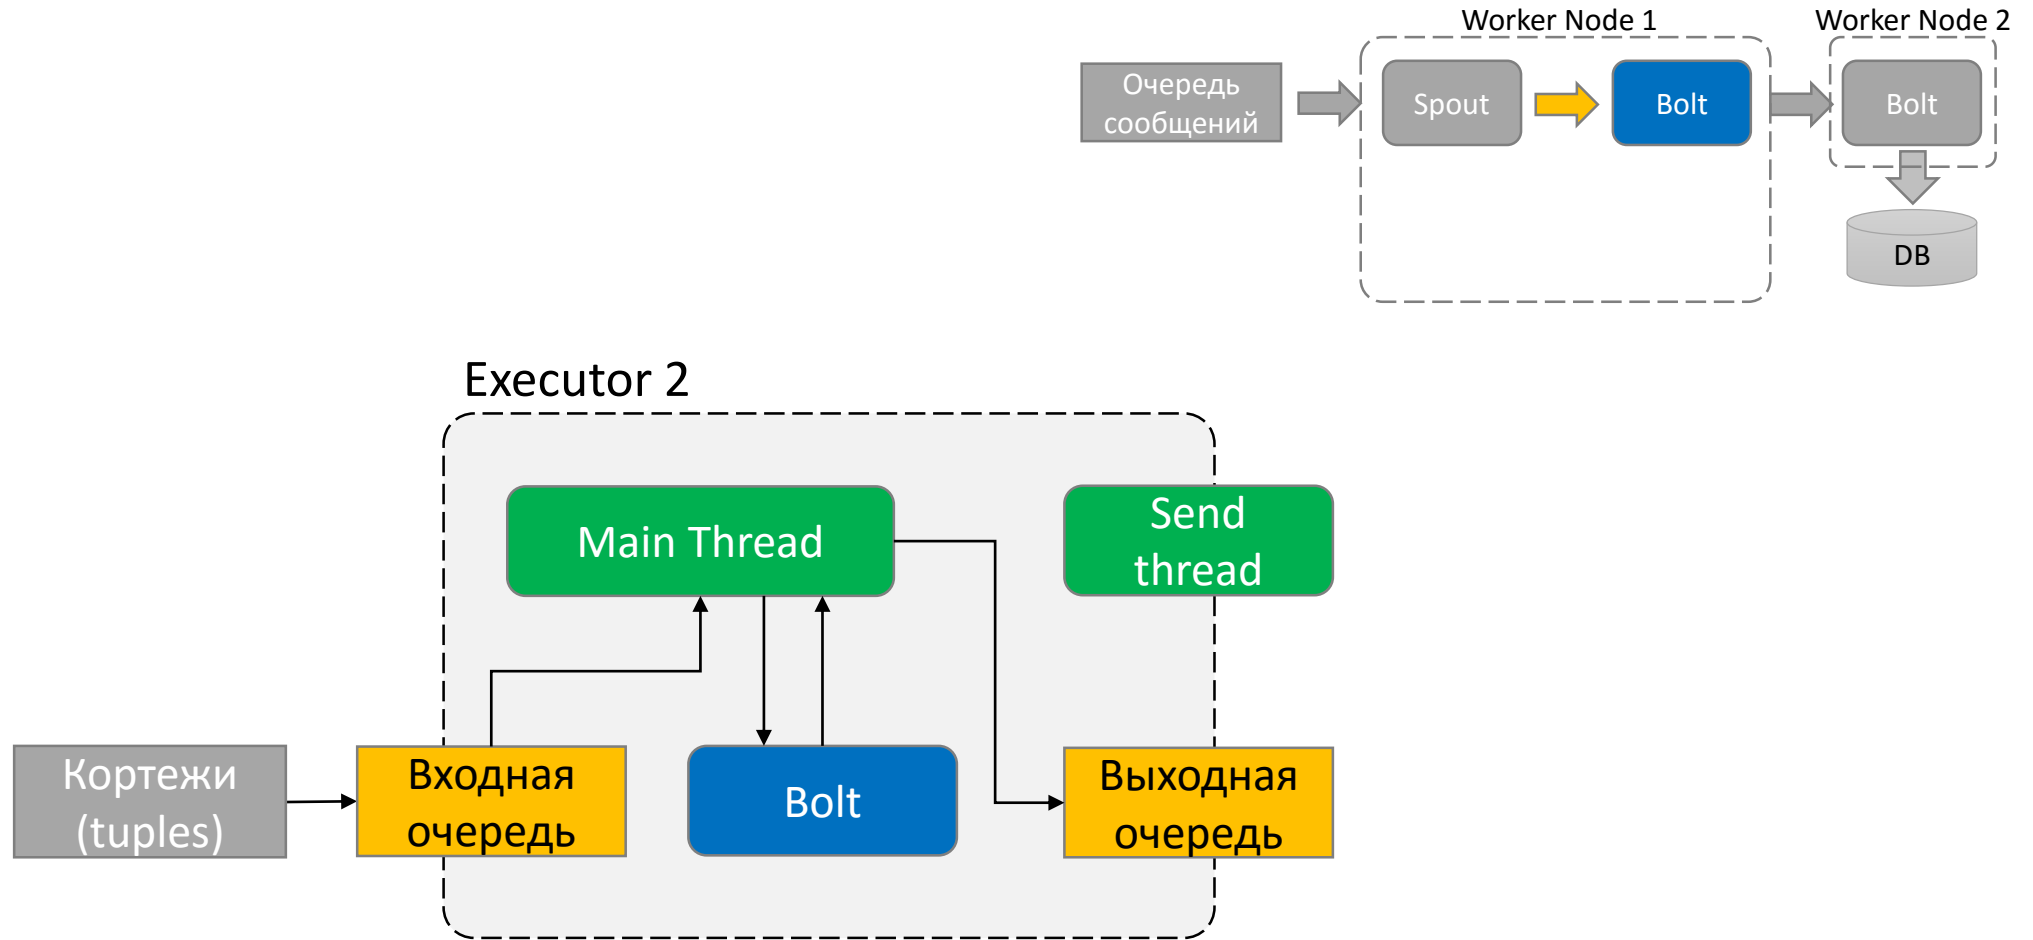 Worker Node 1
Worker Node 2
Очередь
сообщений
Spout
Bolt
Bolt
DB
Executor 2
Main Thread
Send
thread
Кортежи
(tuples)
Входная
очередь
Bolt
Выходная
очередь